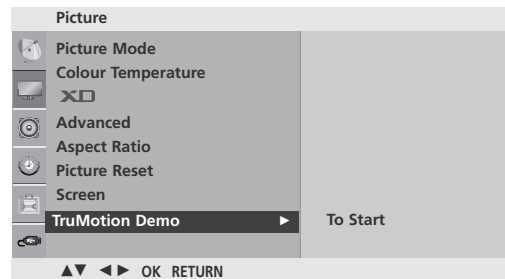 Picture
Picture Mode
Colour Temperature
XD
Advanced
Aspect Ratio
Picture Reset
Screen
TruMotion Demo ► To Start
▲▼ ◄► OK RETURN